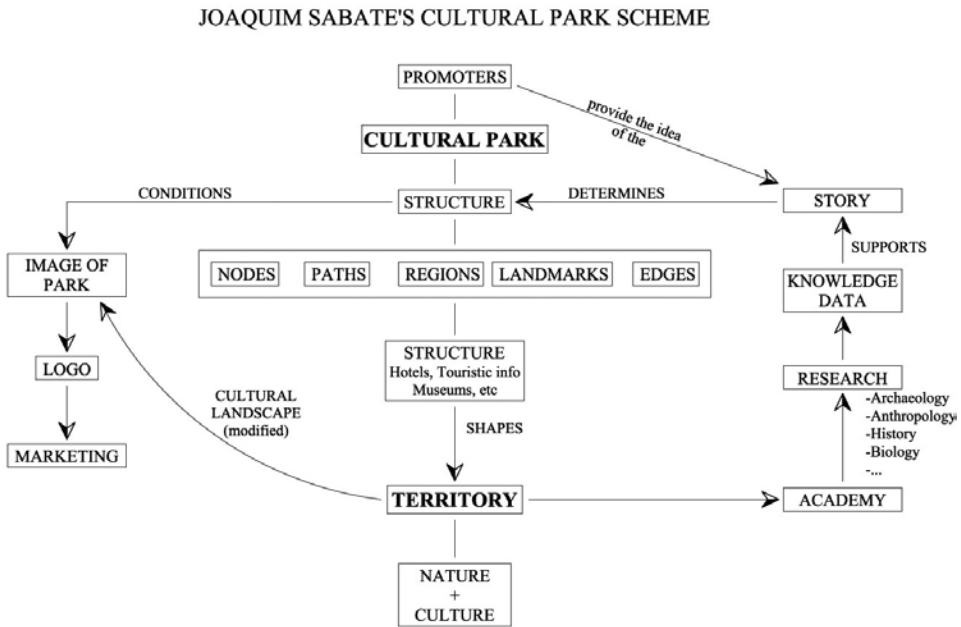 JOAQUIM SABATE'S CULTURAL PARK SCHEME
PROMOTERS
provide the idea
of the
CULTURAL PARK
CONDITIONS
STRUCTURE
DETERMINES
STORY
SUPPORTS
IMAGE OF
PARK
NODES
PATHS
REGIONS
LANDMARKS
EDGES
KNOWLEDGE
DATA
LOGO
STRUCTURE
Hotels, Touristic info
Museums, etc
RESEARCH
-Archaeology
-Anthropology
-History
-Biology
-...
CULTURAL
LANDSCAPE
(modified)
SHAPES
MARKETING
TERRITORY
ACADEMY
NATURE
+
CULTURE